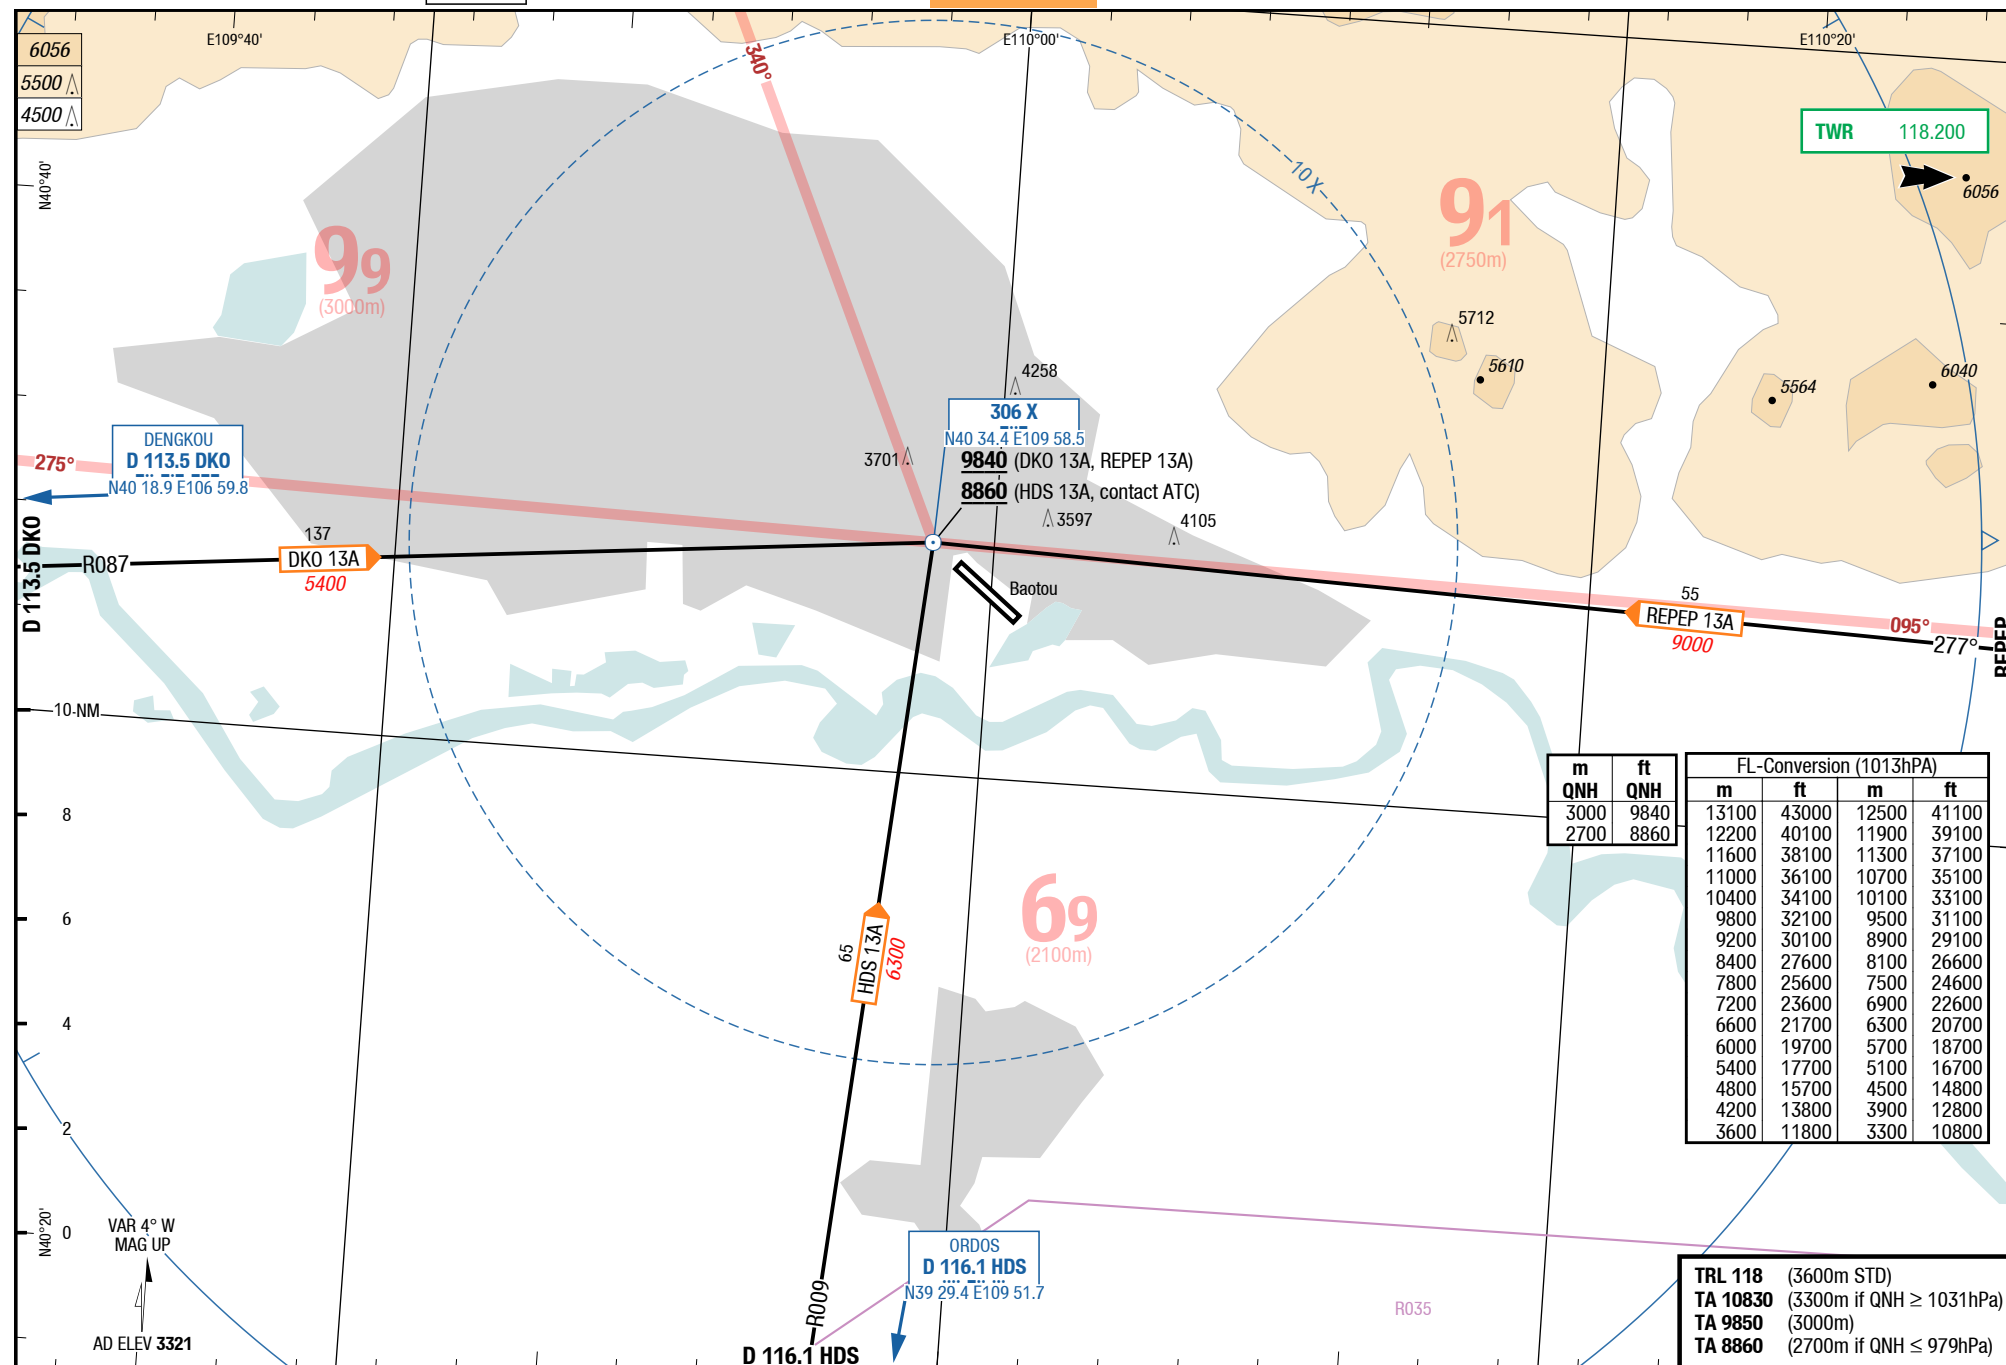 E109°40'
E110°00'
E110°20'
6056
5500
4500
340°
10 X
TWR 118.200
6056
N40°40'
99
(3000m)
91
(2750m)
5712
5610
5564
6040
4258
306 X
N40 34.4 E109 58.5
9840 (DKO 13A, REPEP 13A)
8860 (HDS 13A, contact ATC)
3701
3597
4105
DENGKOU
D 113.5 DKO
N40 18.9 E106 59.8
275°
D 113.5 DKO
R087
137
DKO 13A
5400
Baotou
55
REPEP 13A
9000
095°
277°
REPEP
10 NM
8
6
4
2
0
69
(2100m)
65
HDS 13A
6300
m ft
QNH QNH
3000 9840
2700 8860
FL-Conversion (1013hPA)
m ft m ft
13100 43000 12500 41100
12200 40100 11900 39100
11600 38100 11300 37100
11000 36100 10700 35100
10400 34100 10100 33100
9800 32100 9500 31100
9200 30100 8900 29100
8400 27600 8100 26600
7800 25600 7500 24600
7200 23600 6900 22600
6600 21700 6300 20700
6000 19700 5700 18700
5400 17700 5100 16700
4800 15700 4500 14800
4200 13800 3900 12800
3600 11800 3300 10800
N40°20'
VAR 4° W
MAG UP
AD ELEV 3321
ORDOS
D 116.1 HDS
N39 29.4 E109 51.7
R009
D 116.1 HDS
R035
TRL 118 (3600m STD)
TA 10830 (3300m if QNH ≥ 1031hPa)
TA 9850 (3000m)
TA 8860 (2700m if QNH ≤ 979hPa)